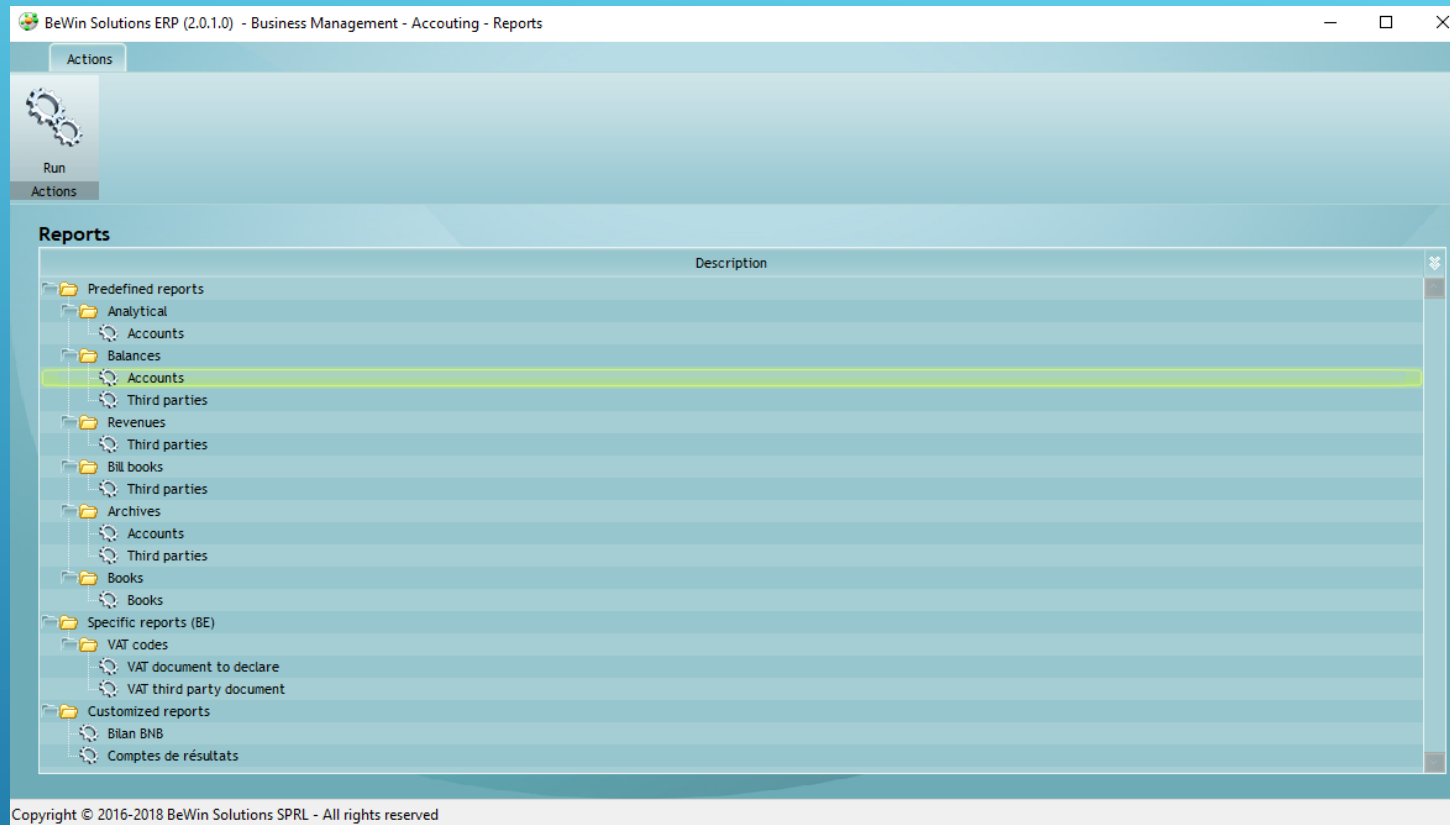 BeWin Solutions ERP (2.0.1.0) - Business Management - Accouting - Reports
Actions
Run
Actions
Reports
Description
Predefined reports
Analytical
Accounts
Balances
Accounts
Third parties
Revenues
Third parties
Bill books
Third parties
Archives
Accounts
Third parties
Books
Books
Specific reports (BE)
VAT codes
VAT document to declare
VAT third party document
Customized reports
Bilan BNB
Comptes de résultats
Copyright © 2016-2018 BeWin Solutions SPRL - All rights reserved